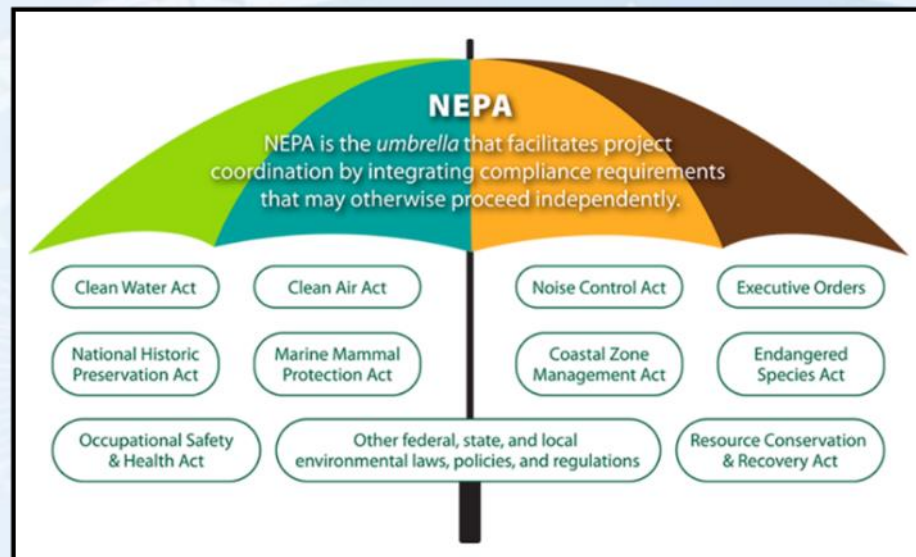 NEPA
NEPA is the umbrella that facilitates project
coordination by integrating compliance requirements
that may otherwise proceed independently.
Clean Water Act
Clean Air Act
Noise Control Act
Executive Orders
National Historic
Preservation Act
Marine Mammal
Protection Act
Coastal Zone
Management Act
Endangered
Species Act
Occupational Safety
& Health Act
Other federal, state, and local
environmental laws, policies, and regulations
Resource Conservation
& Recovery Act